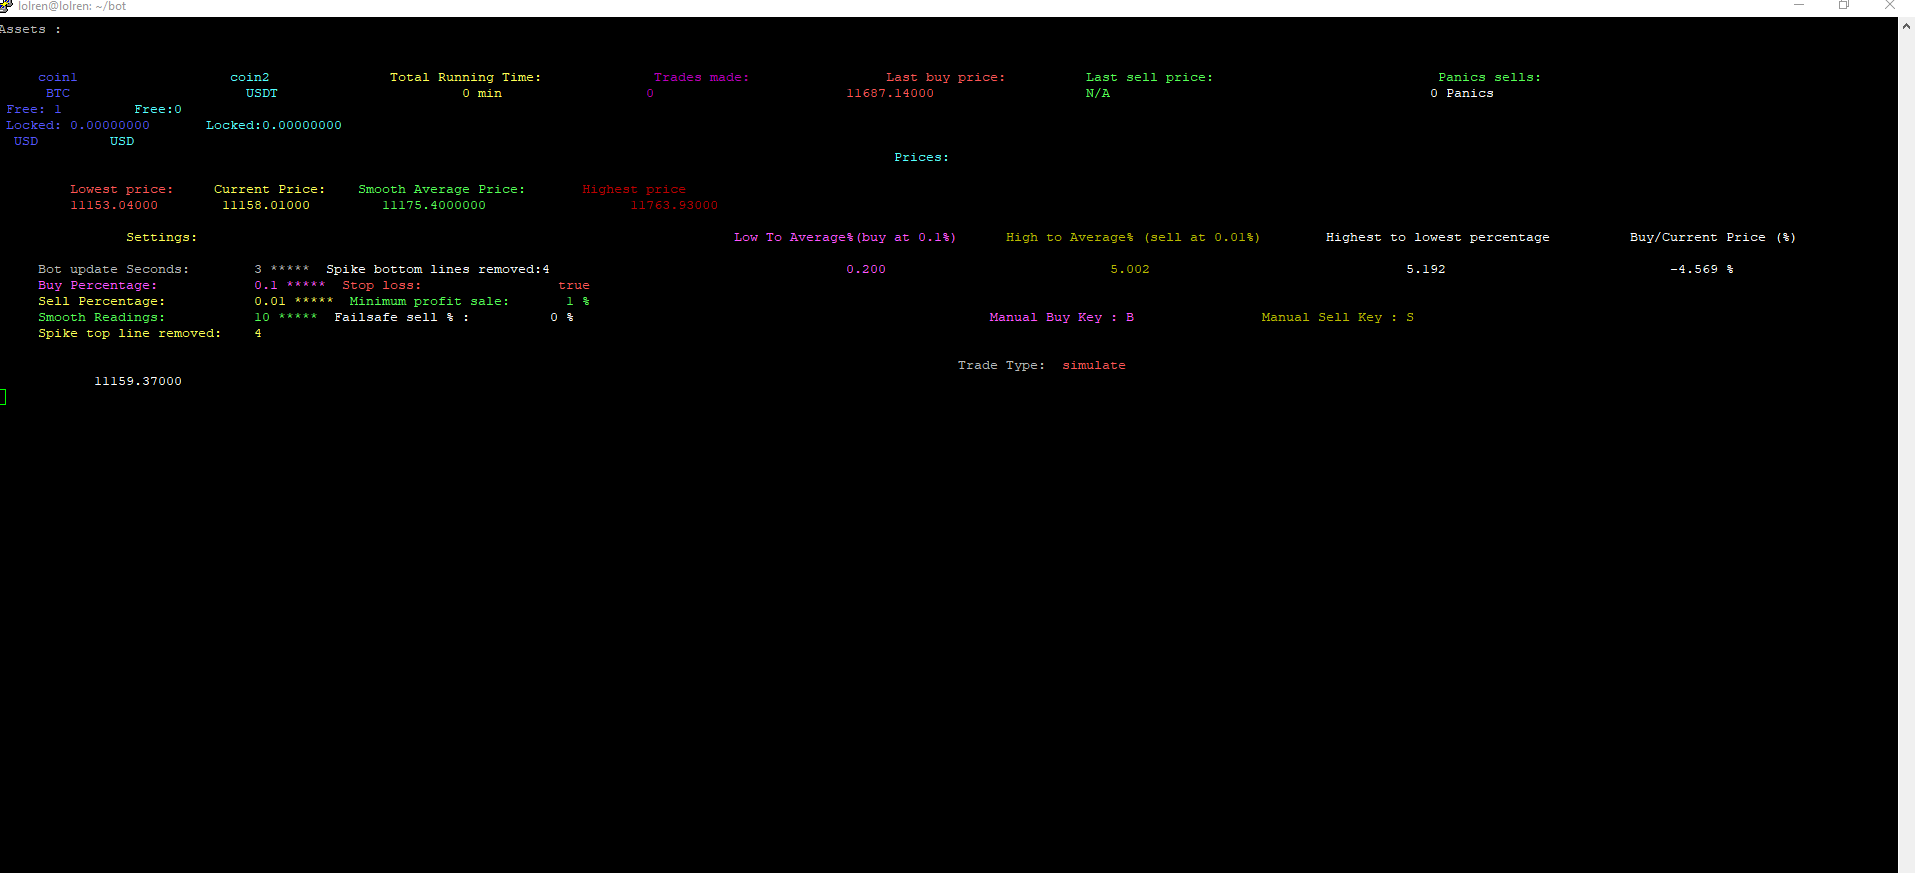 lolren@lolren: ~/bot
Assets :
coin1 coin2 Total Running Time: Trades made: Last buy price: Last sell price: Panics sells:
BTC USDT 0 min 0 11687.14000 N/A 0 Panics
Free: 1 Free:0
Locked: 0.00000000 Locked:0.00000000
USD USD
Prices:
Lowest price: Current Price: Smooth Average Price: Highest price
11153.04000 11158.01000 11175.4000000 11763.93000
Settings: Low To Average%(buy at 0.1%) High to Average% (sell at 0.01%) Highest to lowest percentage Buy/Current Price (%)
Bot update Seconds: 3 ***** Spike bottom lines removed:4 0.200 5.002 5.192 -4.569 %
Buy Percentage: 0.1 ***** Stop loss: true
Sell Percentage: 0.01 ***** Minimum profit sale: 1 %
Smooth Readings: 10 ***** Failsafe sell % : 0 % Manual Buy Key : B Manual Sell Key : S
Spike top line removed: 4
Trade Type: simulate
11159.37000